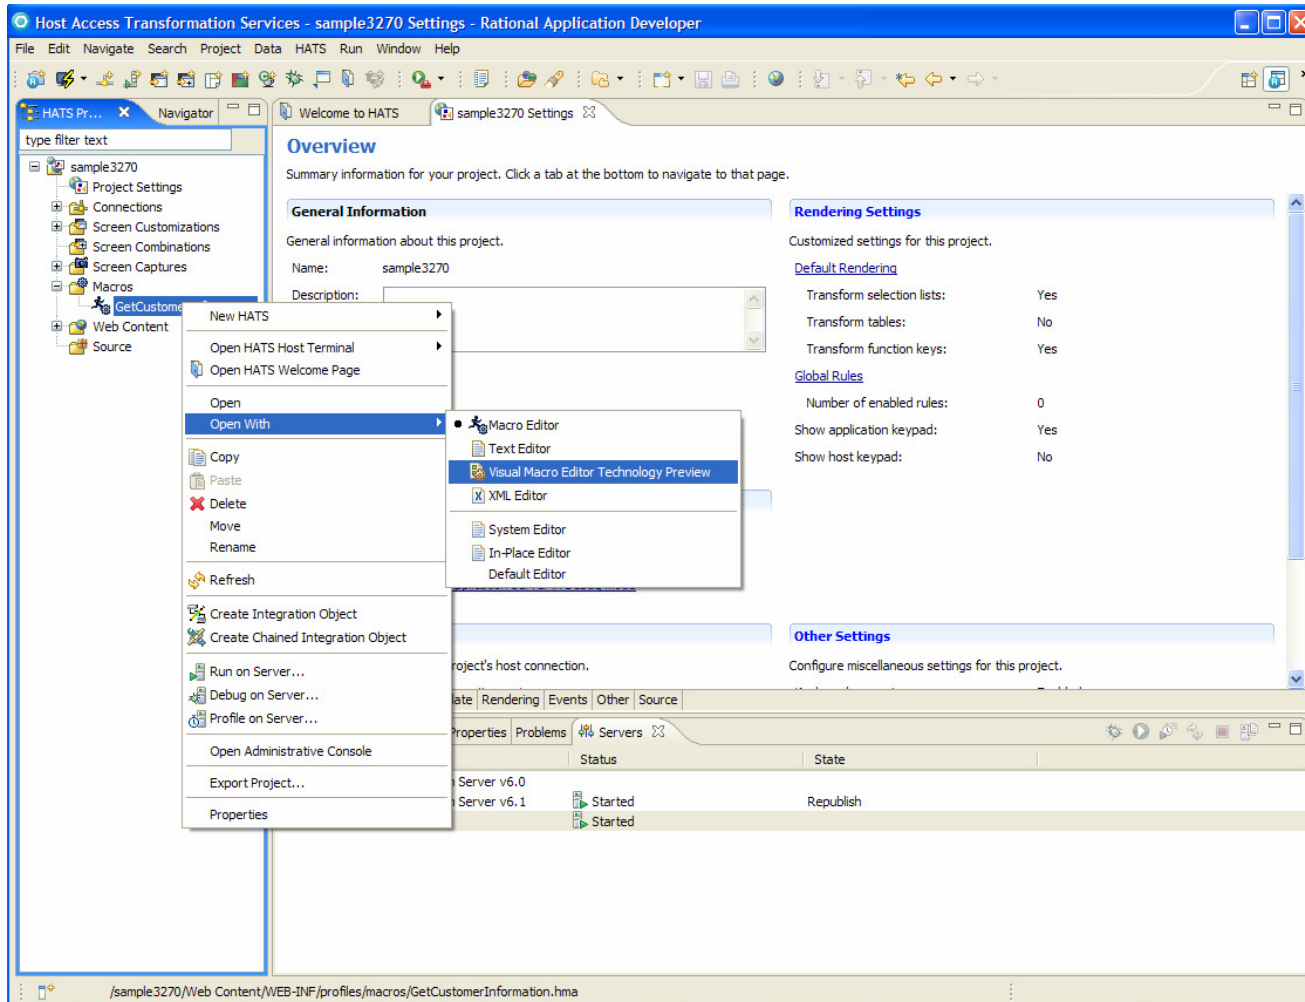 Host Access Transformation Services - sample3270 Settings - Rational Application Developer
File Edit Navigate Search Project Data HATS Run Window Help
HATS Pr... Navigator
Welcome to HATS sample3270 Settings
type filter text
sample3270
Project Settings
Connections
Screen Customizations
Screen Combinations
Screen Captures
Macros
GetCustome
Web Content
Source
Overview
Summary information for your project. Click a tab at the bottom to navigate to that page.
General Information
General information about this project.
Name: sample3270
Description:
Rendering Settings
Customized settings for this project.
Default Rendering
Transform selection lists: Yes
Transform tables: No
Transform function keys: Yes
Global Rules
Number of enabled rules: 0
Show application keypad: Yes
Show host keypad: No
New HATS
Open HATS Host Terminal
Open HATS Welcome Page
Open
Open With
Copy
Paste
Delete
Move
Rename
Refresh
Create Integration Object
Create Chained Integration Object
Run on Server...
Debug on Server...
Profile on Server...
Open Administrative Console
Export Project...
Properties
Macro Editor
Text Editor
Visual Macro Editor Technology Preview
XML Editor
System Editor
In-Place Editor
Default Editor
roject's host connection.
Other Settings
Configure miscellaneous settings for this project.
late Rendering Events Other Source
Properties Problems Servers
Status State
Server v6.0
Server v6.1 Started Republish
Started
/sample3270/Web Content/WEB-INF/profiles/macros/GetCustomerInformation.hma